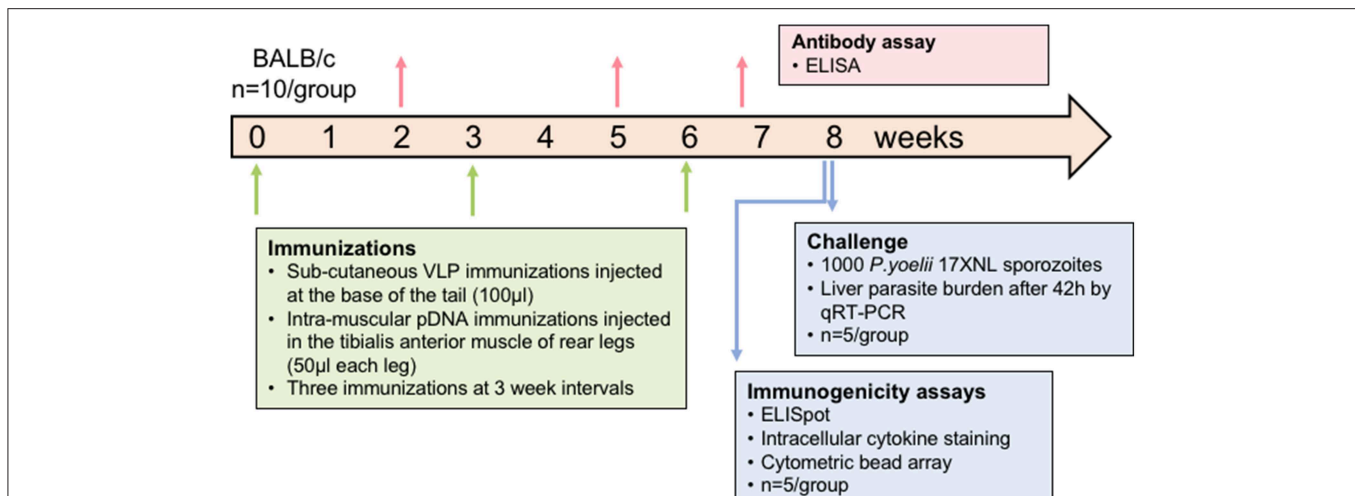 BALB/c
n=10/group
Antibody assay
• ELISA
0 1 2 3 4 5 6 7 8 weeks
Immunizations
• Sub-cutaneous VLP immunizations injected
at the base of the tail (100µl)
• Intra-muscular pDNA immunizations injected
in the tibialis anterior muscle of rear legs
(50µl each leg)
• Three immunizations at 3 week intervals
Challenge
• 1000 P.yoelii 17XNL sporozoites
• Liver parasite burden after 42h by
qRT-PCR
• n=5/group
Immunogenicity assays
• ELISpot
• Intracellular cytokine staining
• Cytometric bead array
• n=5/group